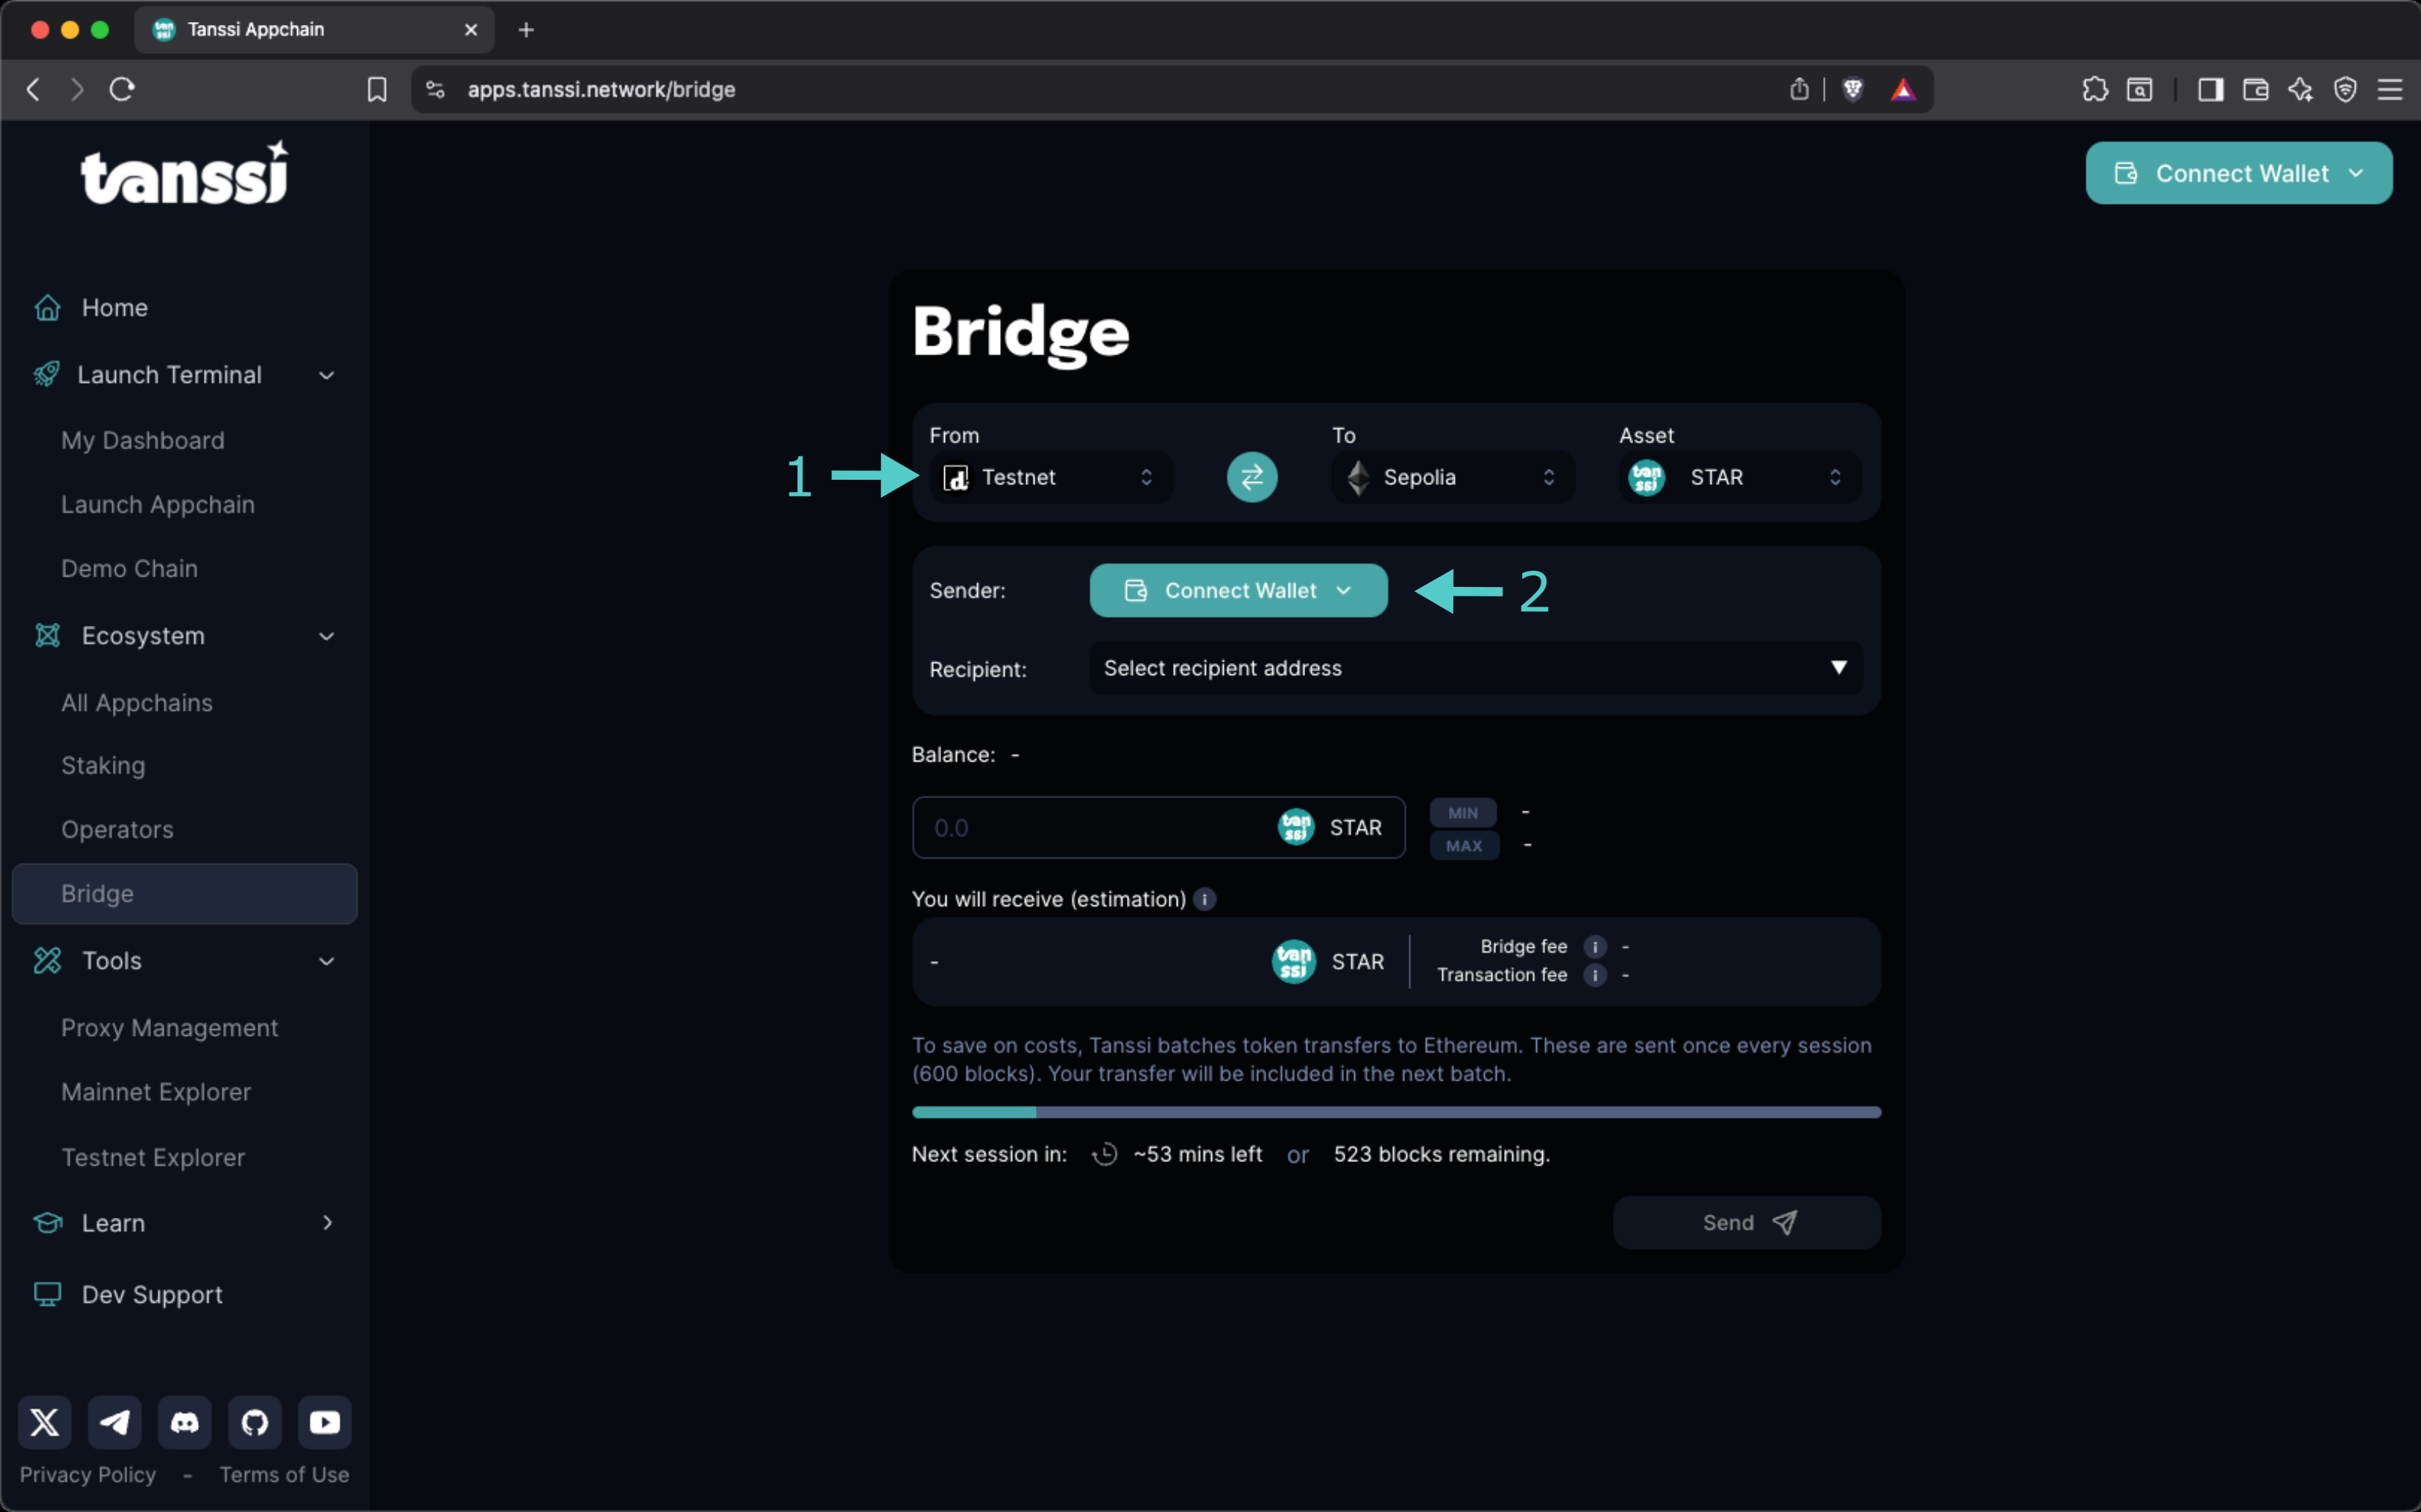 Tanssi Appchain
apps.tanssi.network/bridge
tanssi
Connect Wallet
Home
Launch Terminal
My Dashboard
Launch Appchain
Demo Chain
Ecosystem
All Appchains
Staking
Operators
Bridge
Tools
Proxy Management
Mainnet Explorer
Testnet Explorer
Learn
Dev Support
Privacy Policy - Terms of Use
Bridge
From To Asset
1 Testnet Sepolia tanssi STAR
Sender: Connect Wallet 2
Recipient: Select recipient address
Balance: -
0.0 tanssi STAR
MIN -
MAX -
You will receive (estimation) i
- tanssi STAR
Bridge fee i -
Transaction fee i -
To save on costs, Tanssi batches token transfers to Ethereum. These are sent once every session
(600 blocks). Your transfer will be included in the next batch.
Next session in: ~53 mins left or 523 blocks remaining.
Send